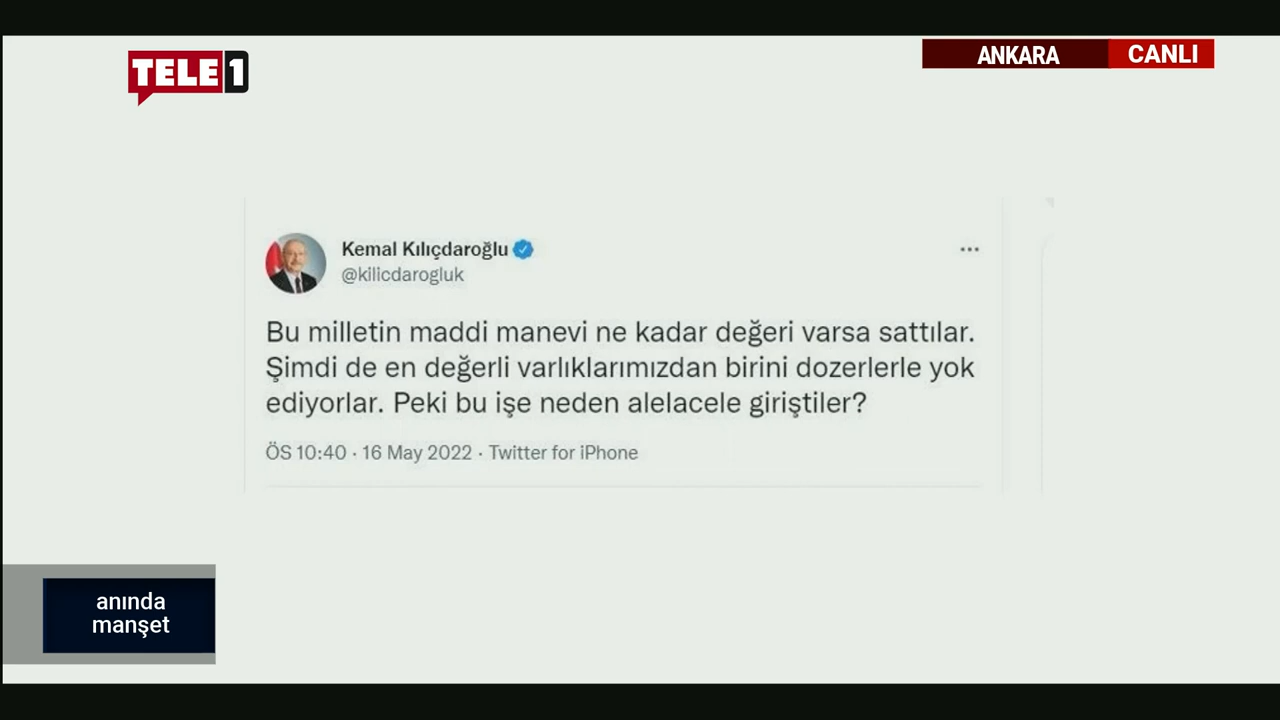 TELE1
ANKARA CANLI
Kemal Kılıçdaroğlu
@kilicdarogluk
Bu milletin maddi manevi ne kadar değeri varsa sattılar.
Şimdi de en değerli varlıklarımızdan birini dozerlerle yok
ediyorlar. Peki bu işe neden alelacele giriştiler?
ÖS 10:40 · 16 May 2022 · Twitter for iPhone
anında
manşet